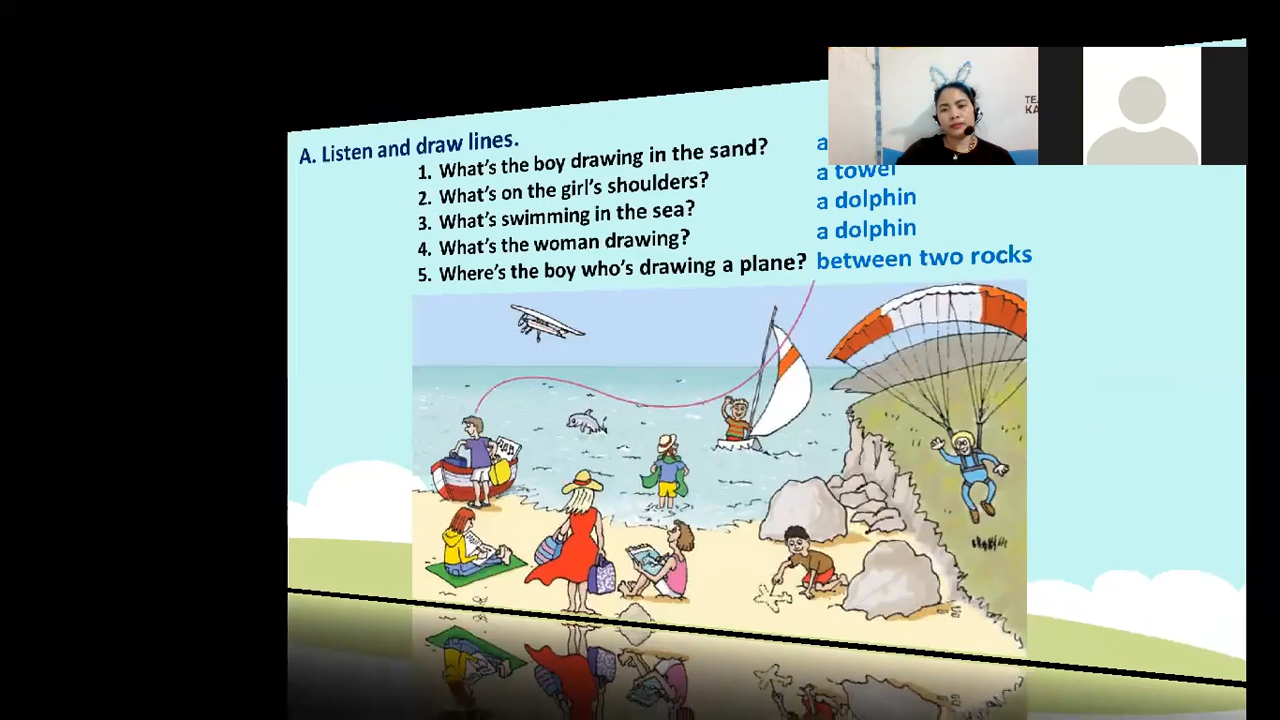 A. Listen and draw lines.
1. What's the boy drawing in the sand? a
2. What's on the girl's shoulders? a towel
3. What's swimming in the sea? a dolphin
4. What's the woman drawing? a dolphin
5. Where's the boy who's drawing a plane? between two rocks